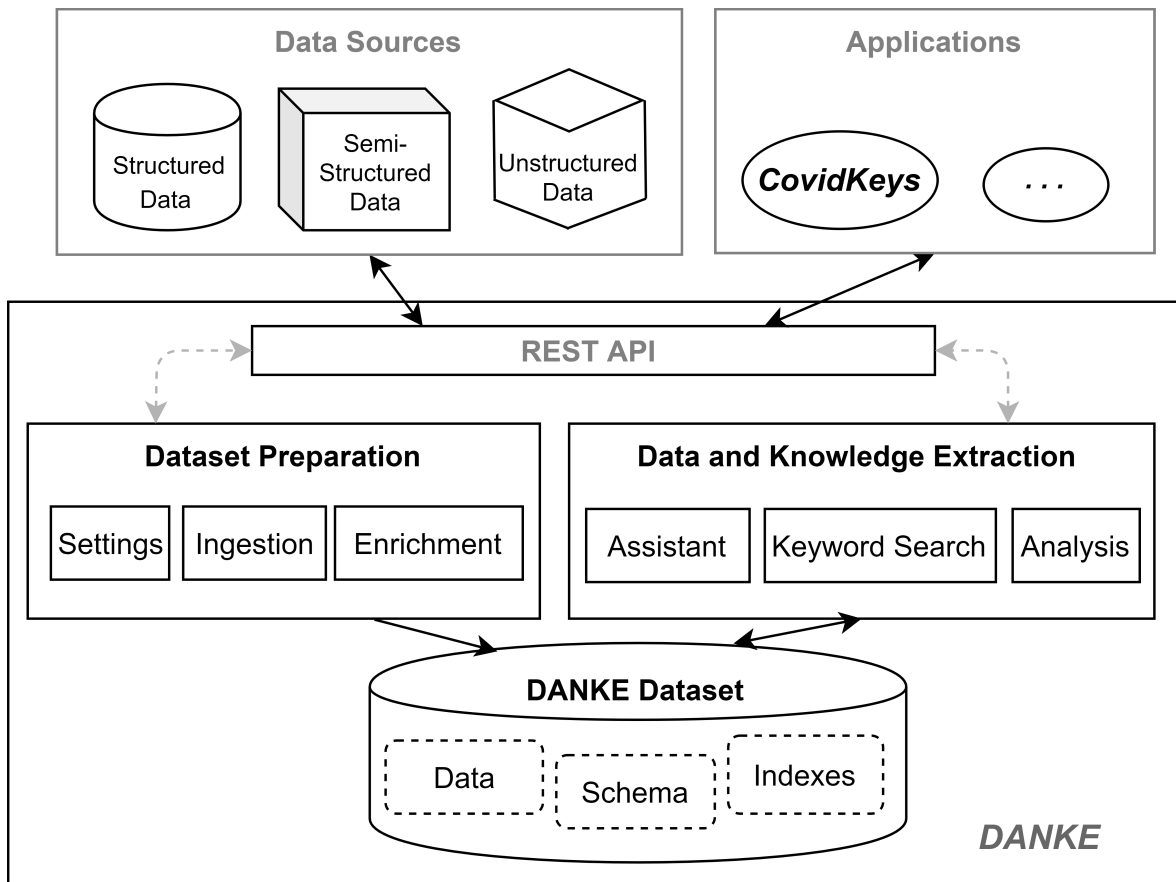 Data Sources
Structured
Data
Semi-
Structured
Data
Unstructured
Data
Applications
CovidKeys
...
REST API
Dataset Preparation
Settings
Ingestion
Enrichment
Data and Knowledge Extraction
Assistant
Keyword Search
Analysis
DANKE Dataset
Data
Schema
Indexes
DANKE